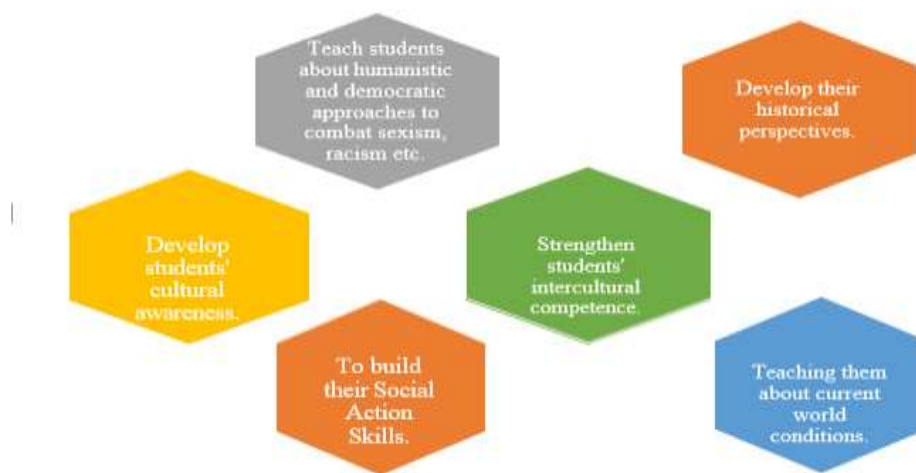 Teach students
about humanistic
and democratic
approaches to
combat sexism,
racism etc.
Develop their
historical
perspectives.
Develop
students'
cultural
awareness.
Strengthen
students'
intercultural
competence.
To build
their Social
Action
Skills.
Teaching them
about current
world
conditions.